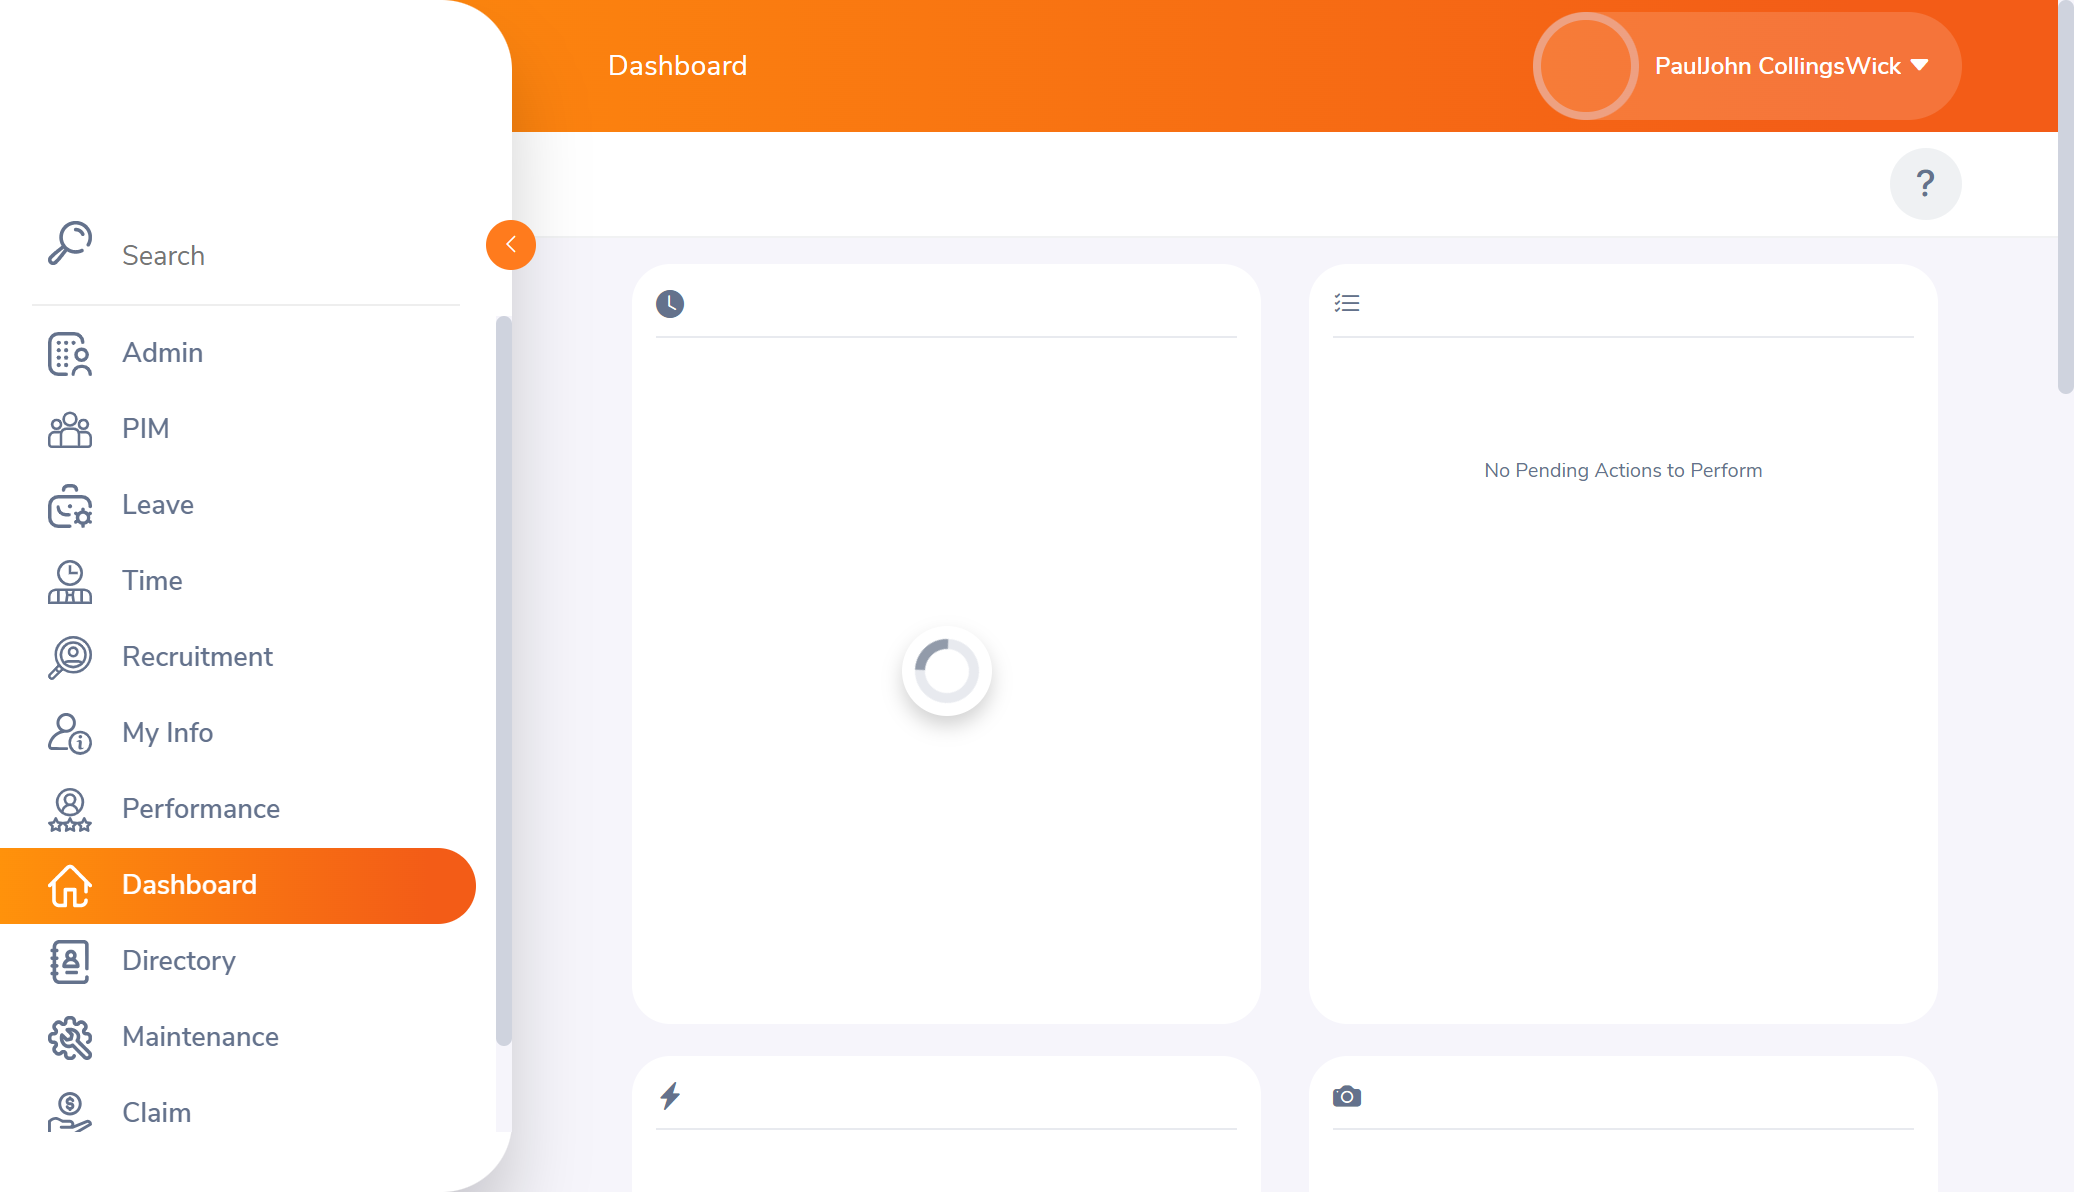 Dashboard
PaulJohn CollingsWick
?
Search
Admin
PIM
Leave
Time
Recruitment
My Info
Performance
Dashboard
Directory
Maintenance
Claim
No Pending Actions to Perform